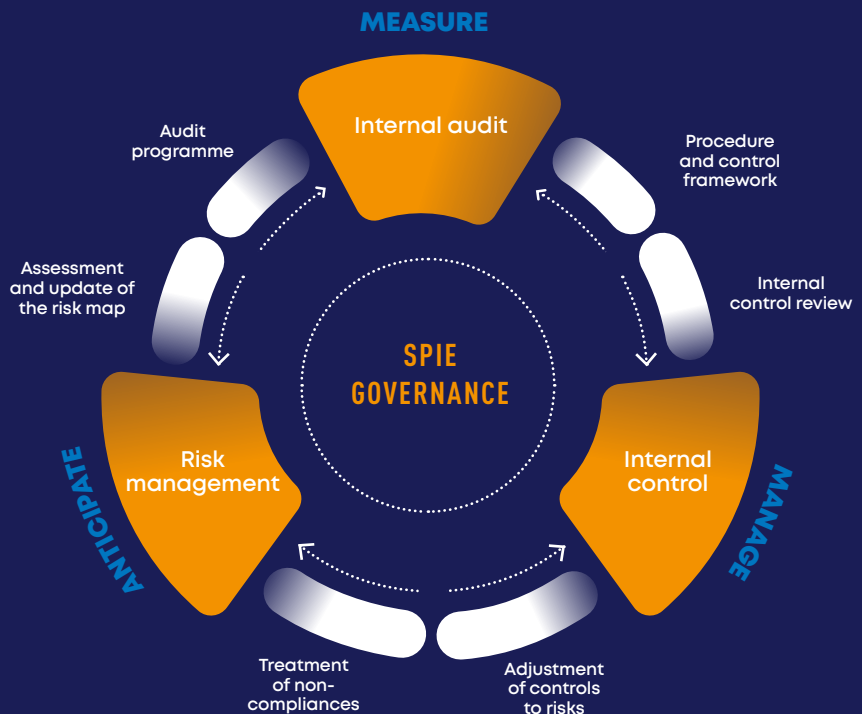 MEASURE
Internal audit
Audit
programme
Procedure
and control
framework
Assessment
and update of
the risk map
Internal
control review
SPIE
GOVERNANCE
Risk
management
Internal
control
ANTICIPATE
MANAGE
Treatment
of non-
compliances
Adjustment
of controls
to risks